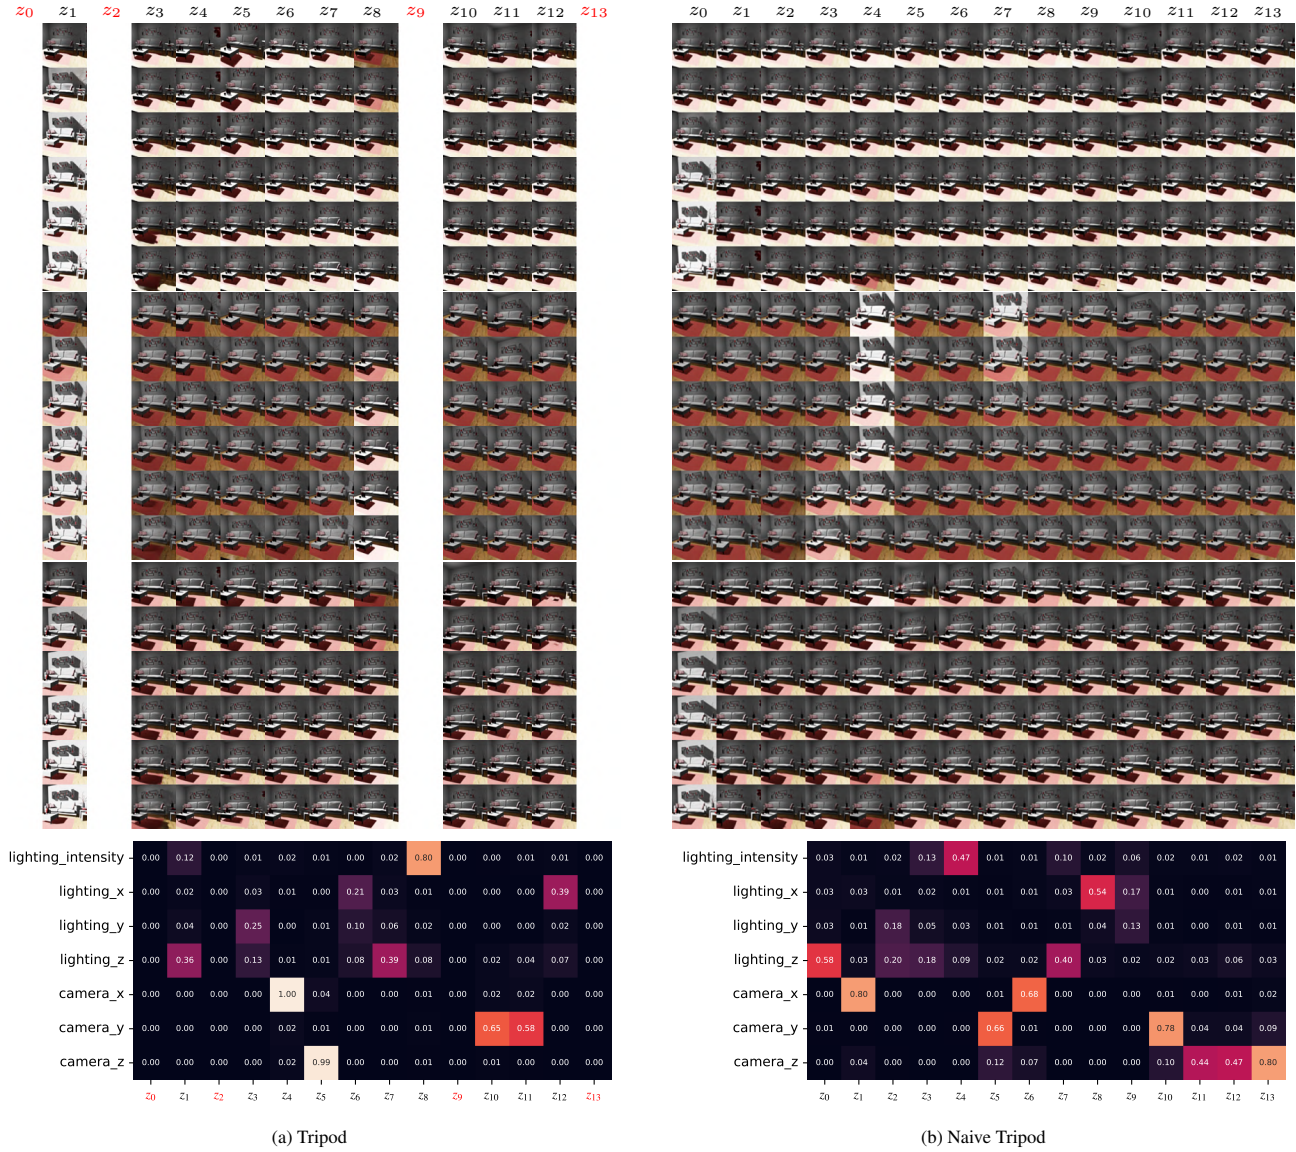 z0 z1 z2 z3 z4 z5 z6 z7 z8 z9 z10 z11 z12 z13
z0 z1 z2 z3 z4 z5 z6 z7 z8 z9 z10 z11 z12 z13
lighting_intensity 0.00 0.12 0.00 0.01 0.02 0.01 0.00 0.02 0.80 0.00 0.00 0.01 0.01 0.00
lighting_x 0.00 0.02 0.00 0.03 0.01 0.00 0.21 0.03 0.01 0.00 0.00 0.00 0.39 0.00
lighting_y 0.00 0.04 0.00 0.25 0.00 0.01 0.10 0.06 0.02 0.00 0.00 0.00 0.02 0.00
lighting_z 0.00 0.36 0.00 0.13 0.01 0.01 0.08 0.39 0.08 0.00 0.02 0.04 0.07 0.00
camera_x 0.00 0.00 0.00 0.00 1.00 0.04 0.00 0.00 0.01 0.00 0.02 0.02 0.00 0.00
camera_y 0.00 0.00 0.00 0.00 0.02 0.01 0.00 0.00 0.01 0.00 0.65 0.58 0.00 0.00
camera_z 0.00 0.00 0.00 0.00 0.02 0.99 0.00 0.00 0.01 0.00 0.01 0.00 0.00 0.00
z0 z1 z2 z3 z4 z5 z6 z7 z8 z9 z10 z11 z12 z13
(a) Tripod
lighting_intensity 0.03 0.01 0.02 0.13 0.47 0.01 0.01 0.10 0.02 0.06 0.02 0.01 0.02 0.01
lighting_x 0.03 0.03 0.01 0.02 0.01 0.01 0.01 0.03 0.54 0.17 0.01 0.00 0.01 0.01
lighting_y 0.03 0.01 0.18 0.05 0.03 0.01 0.01 0.01 0.04 0.13 0.01 0.00 0.01 0.01
lighting_z 0.58 0.03 0.20 0.18 0.09 0.02 0.02 0.40 0.03 0.02 0.02 0.03 0.06 0.03
camera_x 0.00 0.80 0.00 0.00 0.00 0.01 0.68 0.00 0.00 0.01 0.00 0.00 0.01 0.02
camera_y 0.01 0.00 0.00 0.00 0.00 0.66 0.01 0.00 0.00 0.00 0.78 0.04 0.04 0.09
camera_z 0.00 0.04 0.00 0.01 0.00 0.12 0.07 0.00 0.00 0.00 0.10 0.44 0.47 0.80
z0 z1 z2 z3 z4 z5 z6 z7 z8 z9 z10 z11 z12 z13
(b) Naive Tripod